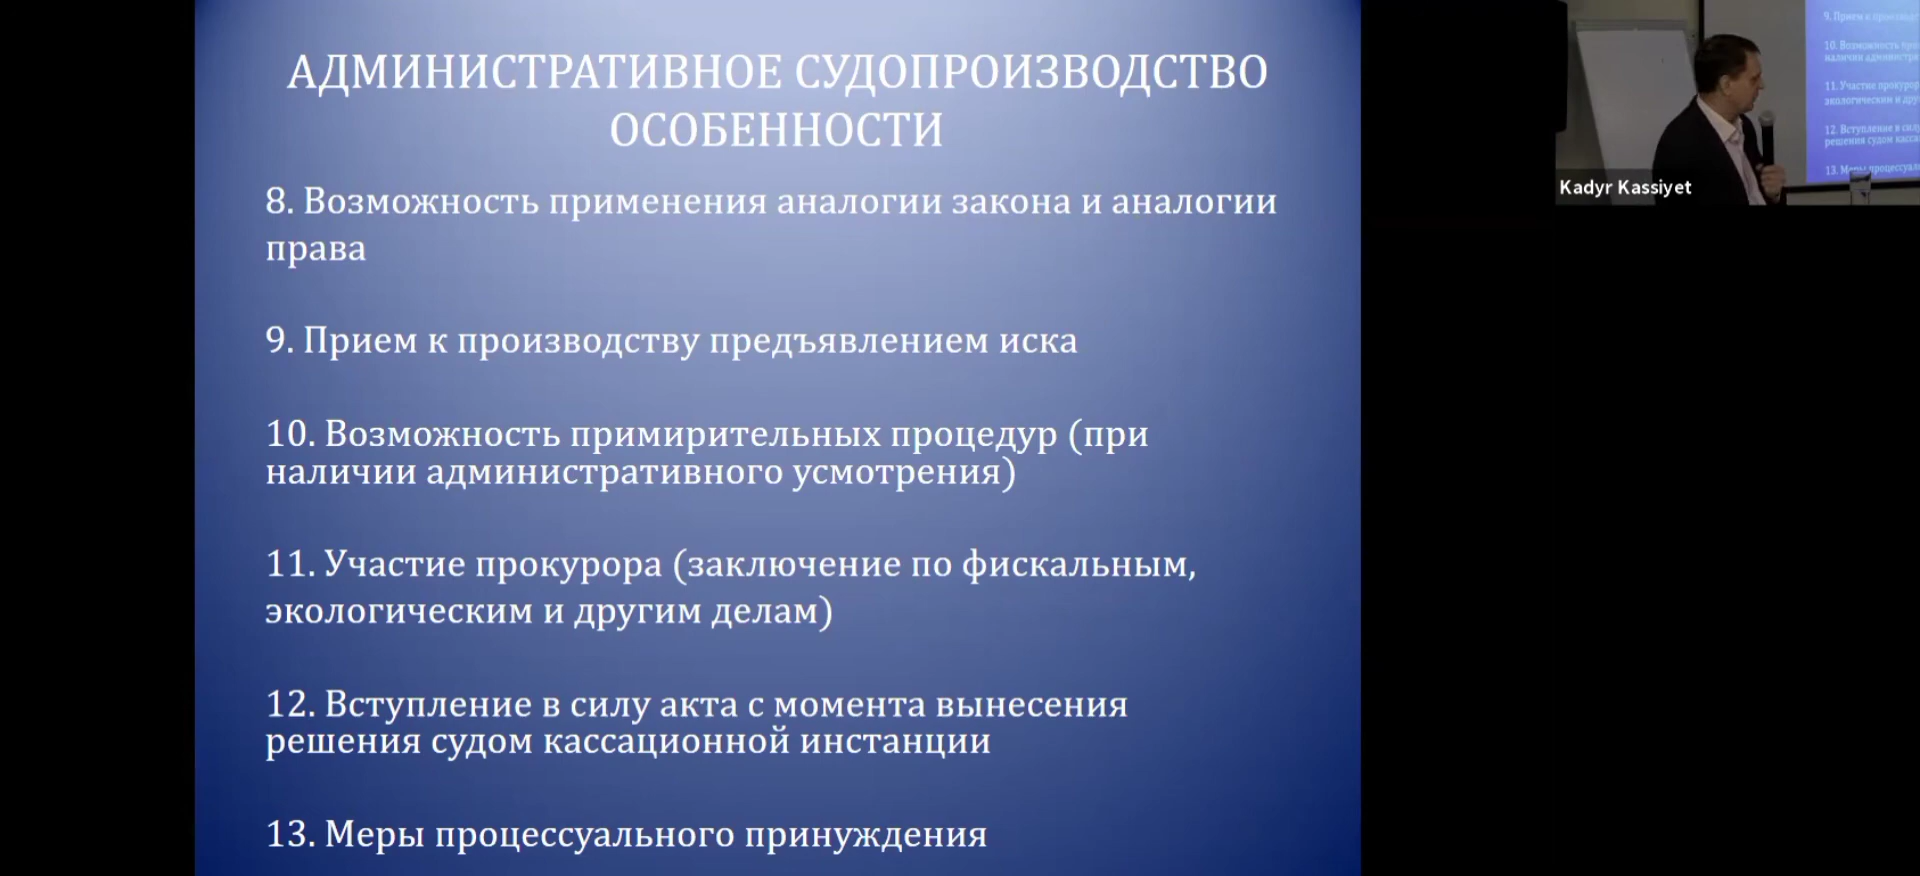 АДМИНИСТРАТИВНОЕ СУДОПРОИЗВОДСТВО
ОСОБЕННОСТИ
8. Возможность применения аналогии закона и аналогии
права
9. Прием к производству предъявлением иска
10. Возможность примирительных процедур (при
наличии административного усмотрения)
11. Участие прокурора (заключение по фискальным,
экологическим и другим делам)
12. Вступление в силу акта с момента вынесения
решения судом кассационной инстанции
13. Меры процессуального принуждения
Kadyr Kassiyet